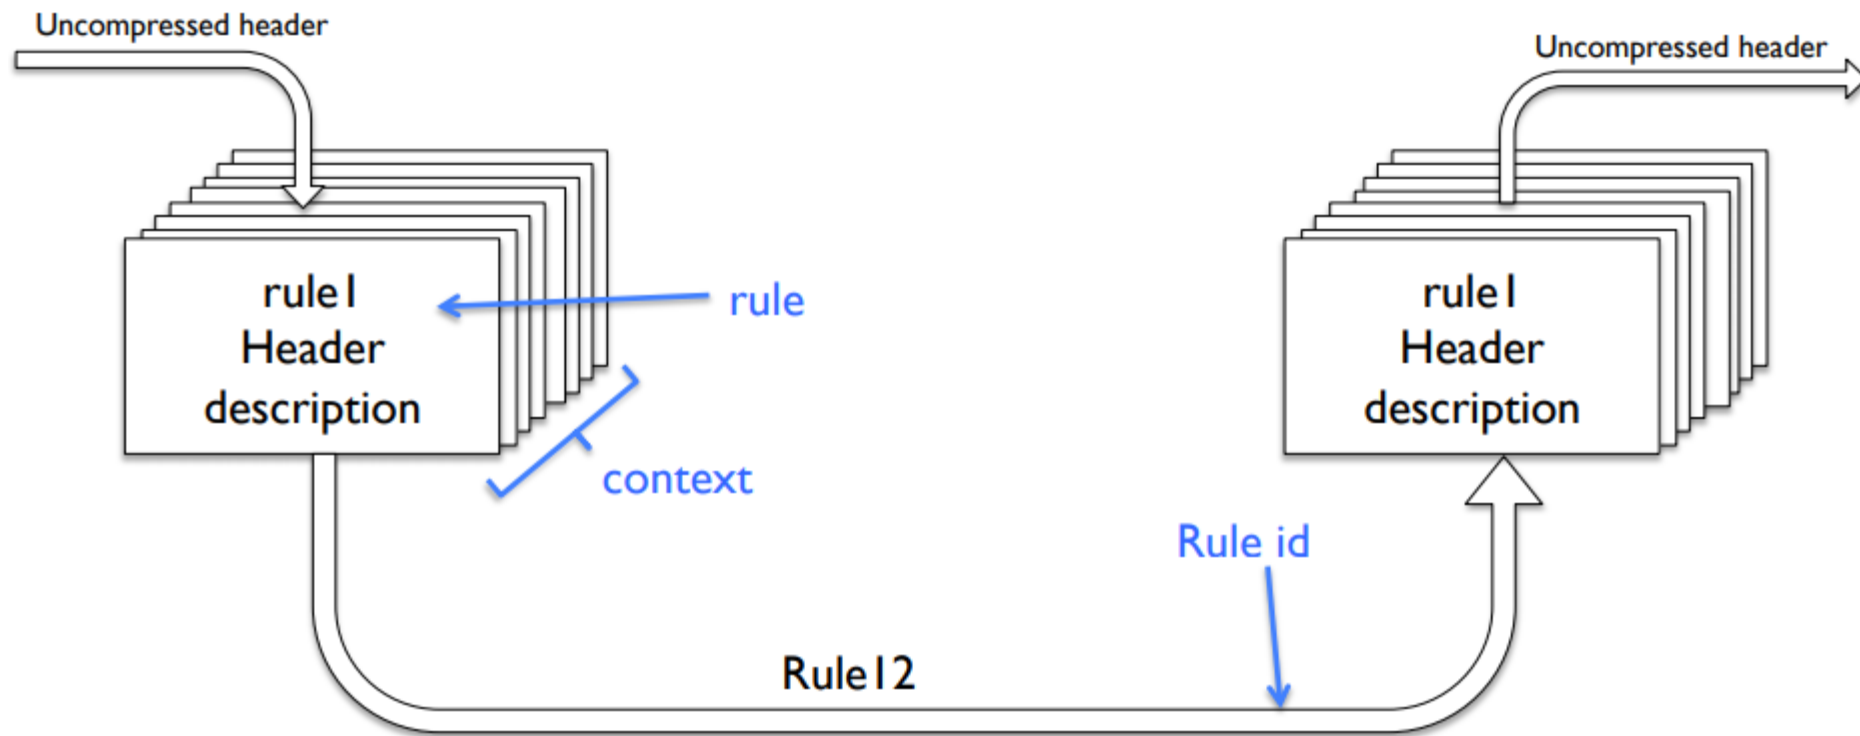 Uncompressed header
Uncompressed header
rule1
Header
description
rule
context
rule1
Header
description
Rule id
Rule12